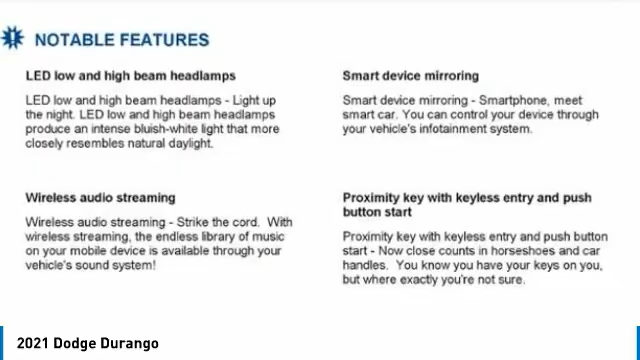 NOTABLE FEATURES
LED low and high beam headlamps
LED low and high beam headlamps - Light up
the night. LED low and high beam headlamps
produce an intense bluish-white light that more
closely resembles natural daylight.
Smart device mirroring
Smart device mirroring - Smartphone, meet
smart car. You can control your device through
your vehicle's infotainment system.
Wireless audio streaming
Wireless audio streaming - Strike the cord. With
wireless streaming, the endless library of music
on your mobile device is available through your
vehicle's sound system!
Proximity key with keyless entry and push
button start
Proximity key with keyless entry and push button
start - Now close counts in horseshoes and car
handles. You know you have your keys on you,
but where exactly you're not sure.
2021 Dodge Durango